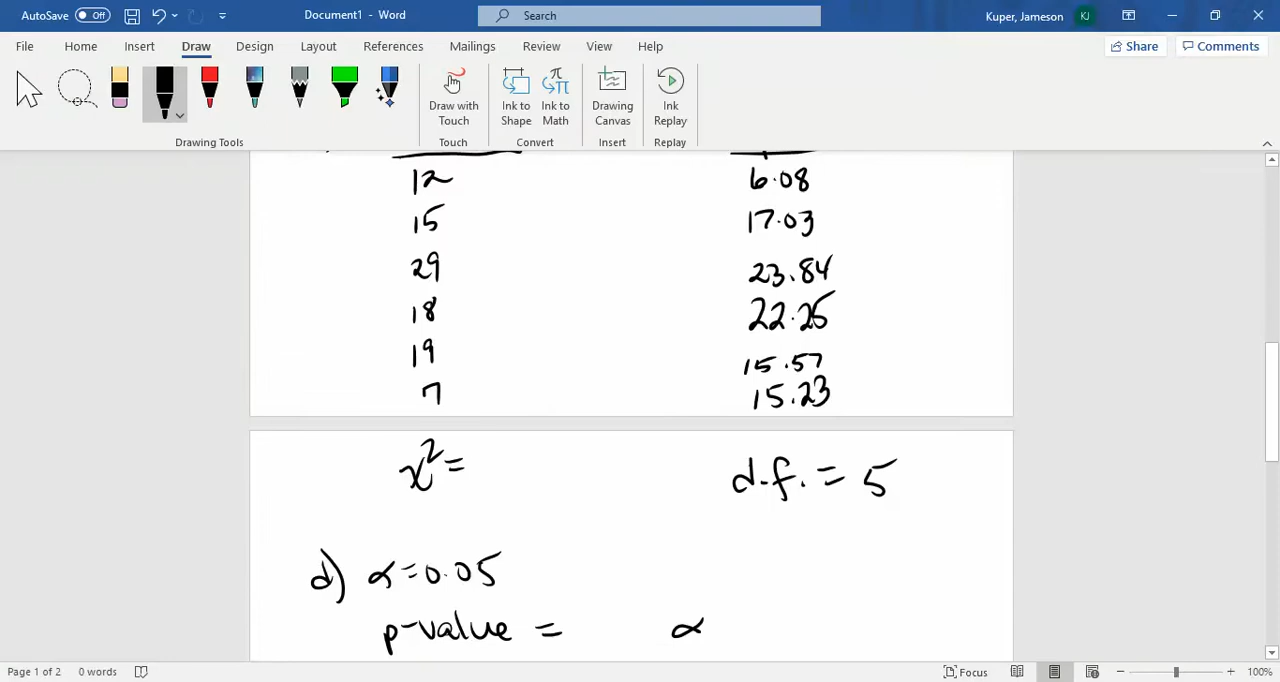 AutoSave Off Document1 - Word Search Kuper, Jameson KJ
File Home Insert Draw Design Layout References Mailings Review View Help Share Comments
Draw with Touch Ink to Shape Ink to Math Drawing Canvas Ink Replay
Drawing Tools Touch Convert Insert Replay
12 6.08
15 17.03
29 23.84
18 22.25
19 15.57
7 15.23
x²= d.f. = 5
d) α=0.05
p-value = α
Page 1 of 2 0 words Focus 100%